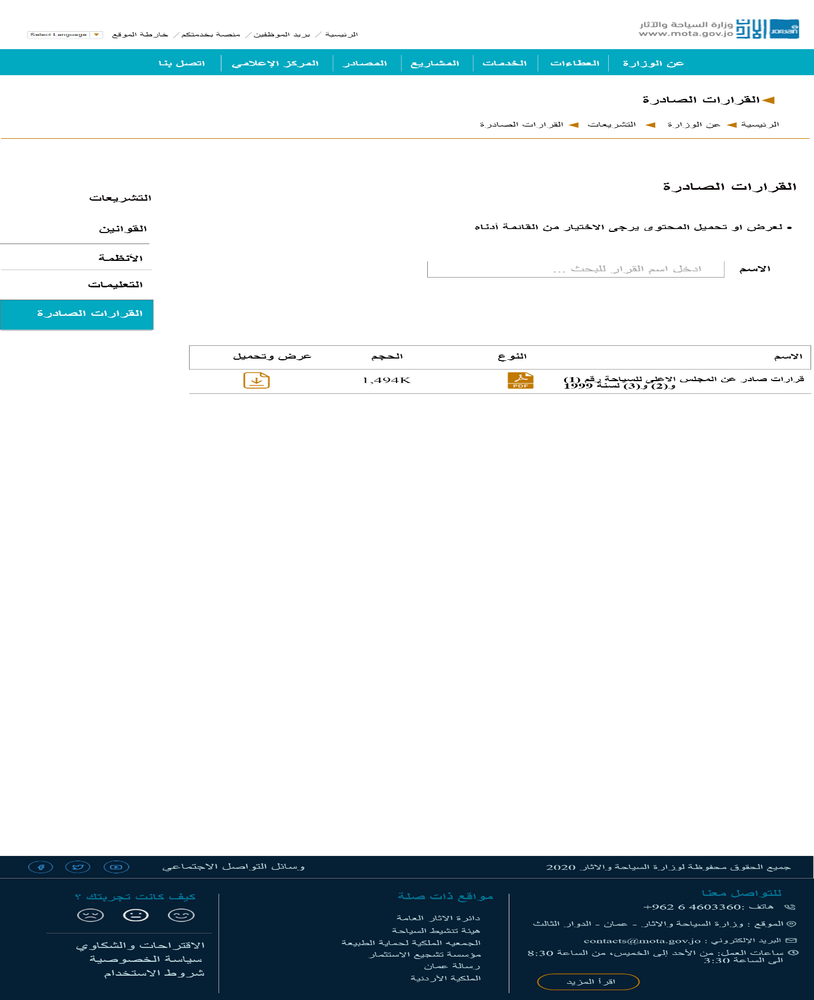 وزارة السياحة والآثار
www.mota.gov.jo
الأردن
Jordan
الرئيسية / بريد الموظفين / منصة بخدمتكم / خارطة الموقع
Select Language
عن الوزارة | العطاءات | الخدمات | المشاريع | المصادر | المركز الإعلامي | اتصل بنا
القرارات الصادرة
الرئيسية عن الوزارة التشريعات القرارات الصادرة
القرارات الصادرة
• لعرض او تحميل المحتوى يرجى الاختيار من القائمة أدناه
الاسم
ادخل اسم القرار للبحث ...
التشريعات
القوانين
الأنظمة
التعليمات
القرارات الصادرة
الاسم النوع الحجم عرض وتحميل
قرارات صادر عن المجلس الاعلى للسياحة رقم (1)
و(2) و(3) لسنة 1999
PDF
1,494K
جميع الحقوق محفوظة لوزارة السياحة والاثار 2020
وسائل التواصل الاجتماعي
للتواصل معنا
هاتف :4603360 6 962+
الموقع : وزارة السياحة والاثار - عمان - الدوار الثالث
البريد الإلكتروني : contacts@mota.gov.jo
ساعات العمل: من الأحد إلى الخميس، من الساعة 8:30
الى الساعة 3:30
اقرأ المزيد
مواقع ذات صلة
دائرة الاثار العامة
هيئة تنشيط السياحة
الجمعيه الملكية لحماية الطبيعة
مؤسسة تشجيع الاستثمار
رسالة عمان
الملكية الأردنية
كيف كانت تجربتك ؟
الاقتراحات والشكاوي
سياسة الخصوصية
شروط الاستخدام